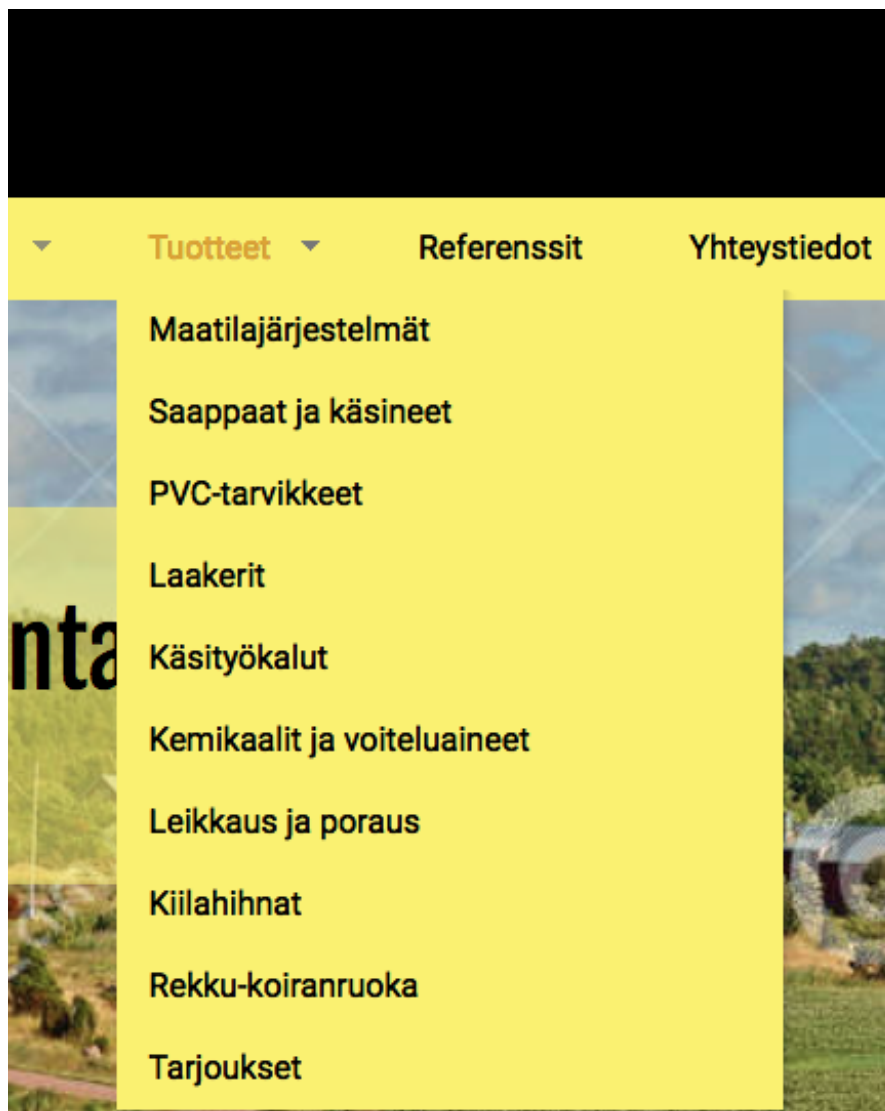 Tuotteet Referenssit Yhteystiedot
Maatilajärjestelmät
Saappaat ja käsineet
PVC-tarvikkeet
Laakerit
nta
Käsityökalut
Kemikaalit ja voiteluaineet
Leikkaus ja poraus
Kiilahihnat
Rekku-koiranruoka
Tarjoukset